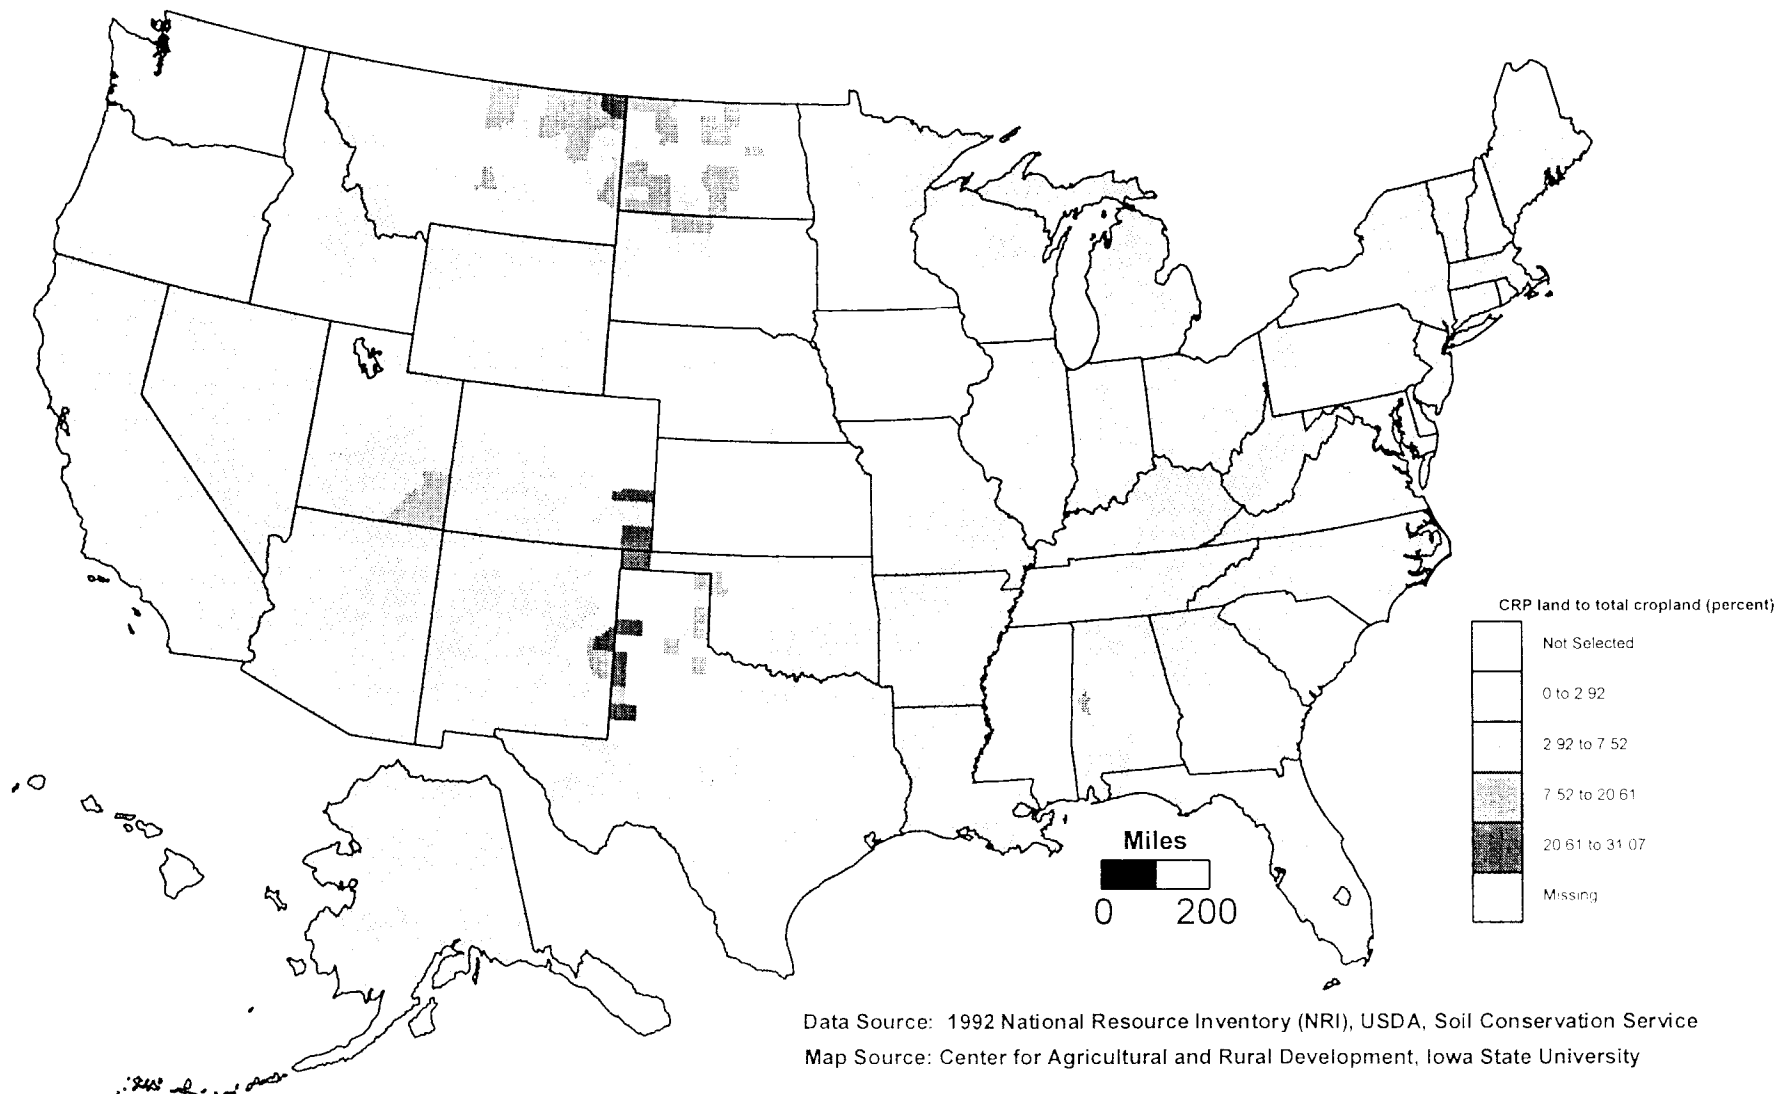 CRP land to total cropland (percent)
Not Selected
0 to 2 92
2 92 to 7 52
7 52 to 20 61
20 61 to 31 07
Missing
Miles
0 200
Data Source: 1992 National Resource Inventory (NRI), USDA, Soil Conservation Service
Map Source: Center for Agricultural and Rural Development, Iowa State University